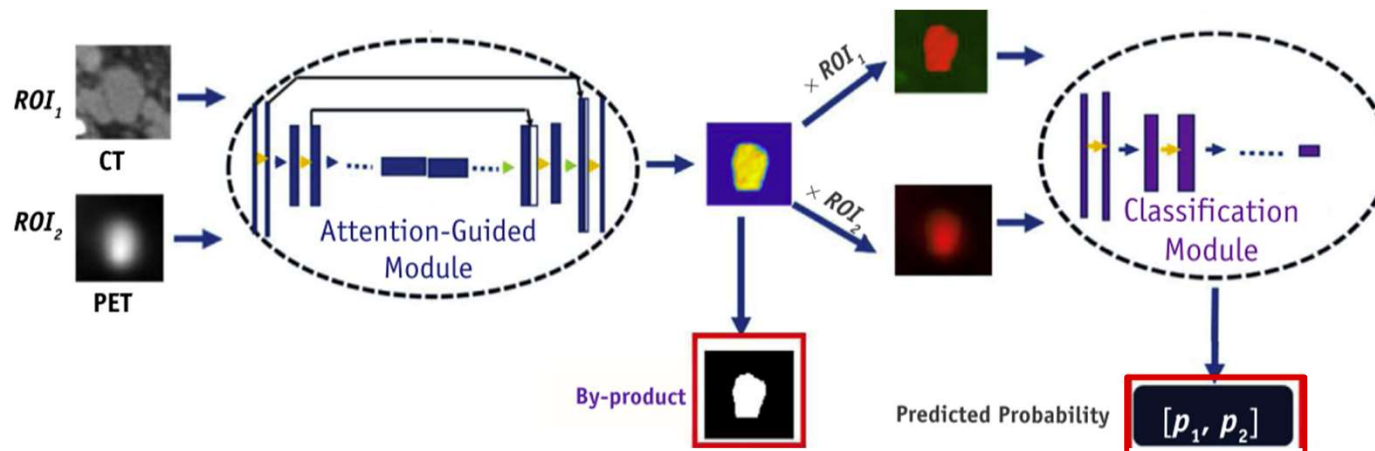 ROI₁
CT
ROI₂
PET
Attention-Guided
Module
× ROI₁
× ROI₂
By-product
Classification
Module
Predicted Probability
[p₁, p₂]